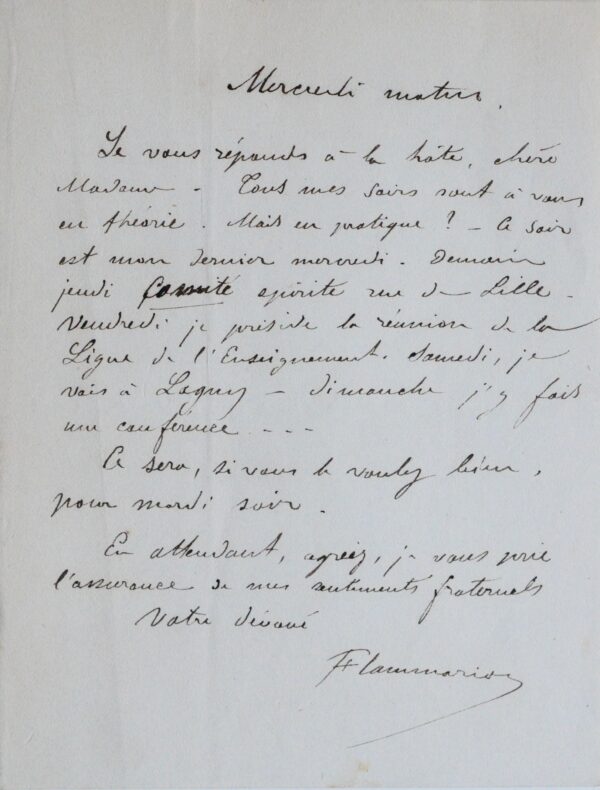 Mercredi matin.
Je vous réponds à la hâte, chère
Madame - Tous mes soirs sont à vous
en théorie. Mais en pratique ? - Ce soir
est mon dernier mercredi. Demain
jeudi Comité spirite rue de Lille -
Vendredi je préside la réunion de la
Ligue de l'Enseignement. Samedi, je
vais à Lagny - dimanche j'y fais
une conférence - - -
Ce sera, si vous le voulez bien,
pour mardi soir.
En attendant, agréez, je vous prie
l'assurance de mes sentiments fraternels
Votre dévoué
Flammarion